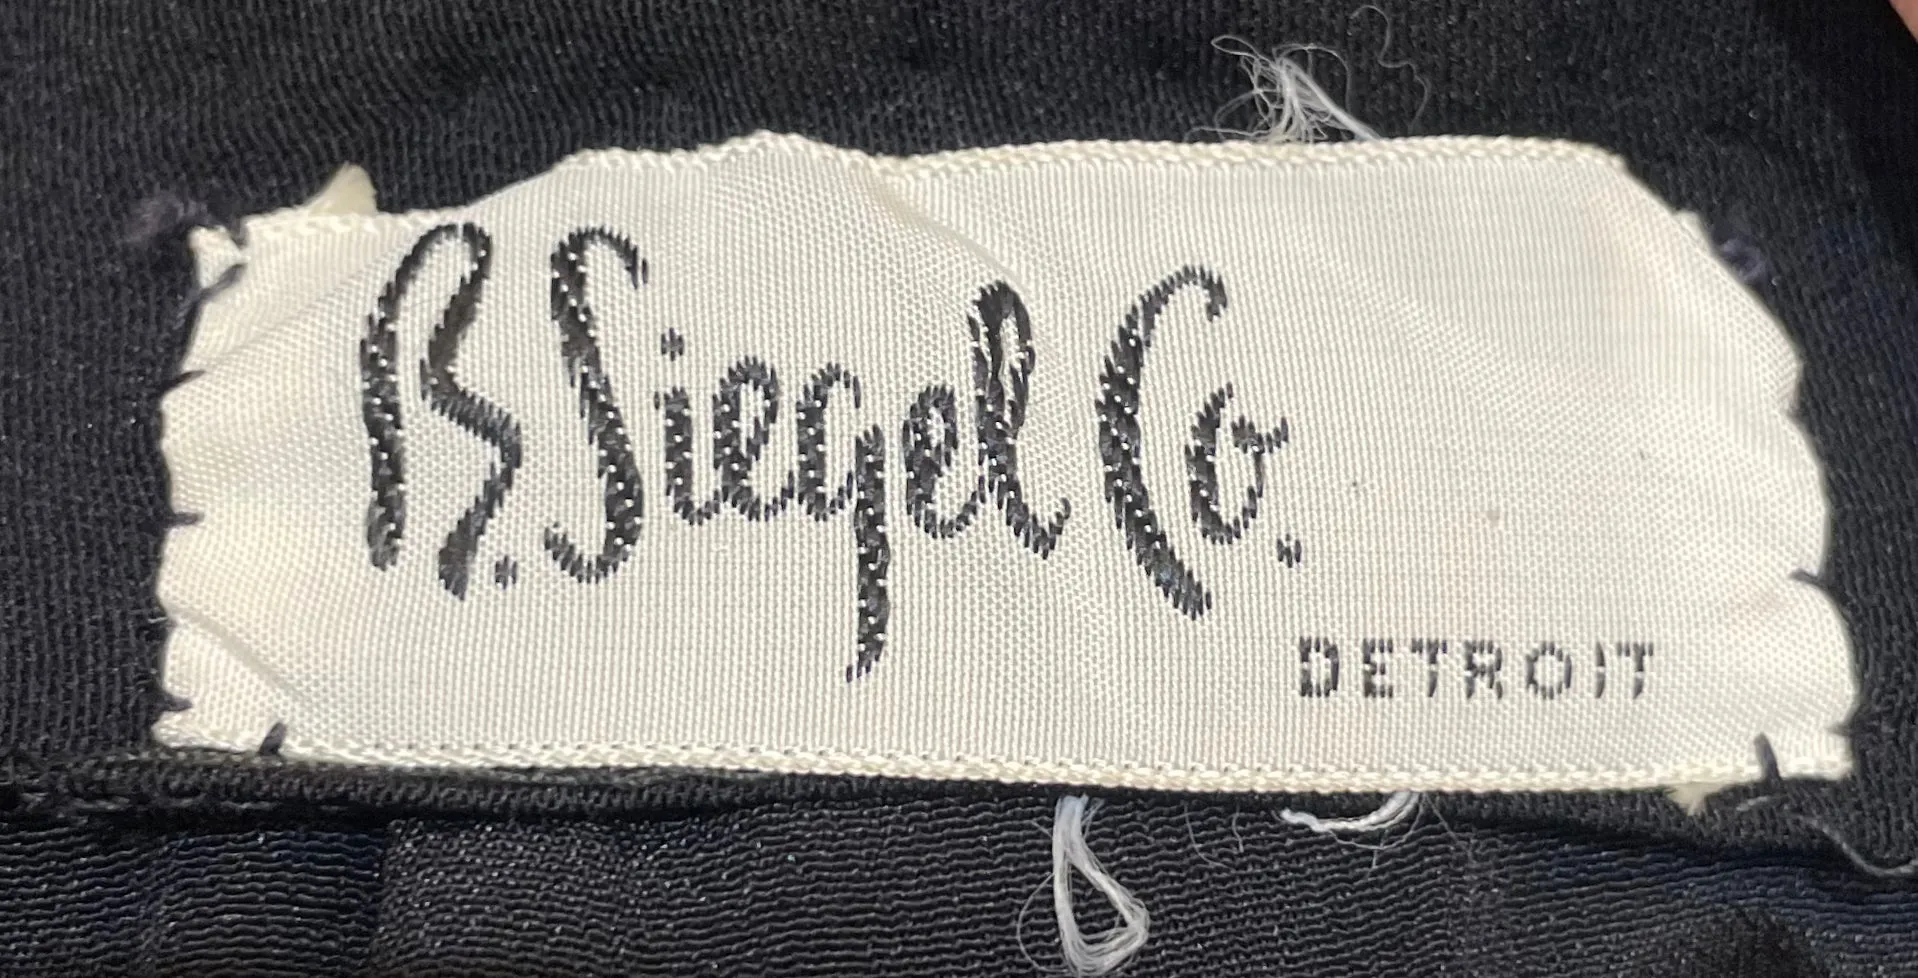 B. Siegel Co.
DETROIT